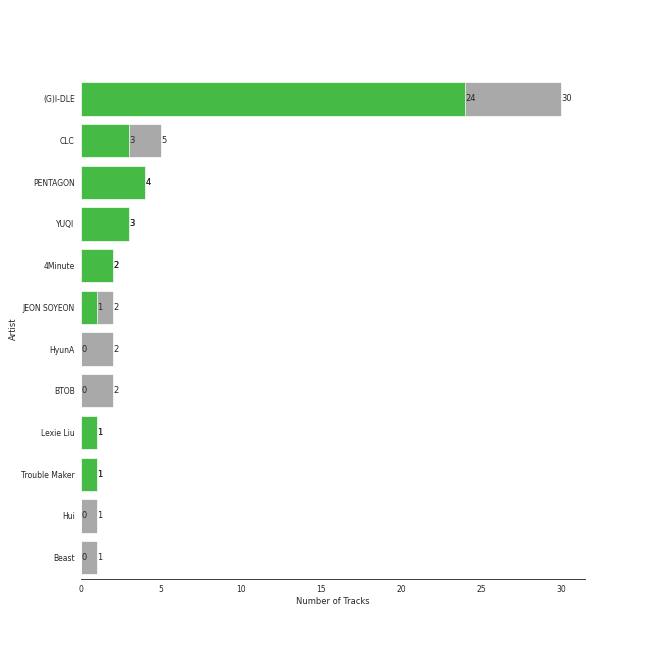 (G)I-DLE 24 30
CLC 3 5
PENTAGON 4
YUQI 3
4Minute 2
JEON SOYEON 1 2
HyunA 0 2
BTOB 0 2
Lexie Liu 1
Trouble Maker 1
Hui 0 1
Beast 0 1
Artist
0 5 10 15 20 25 30
Number of Tracks